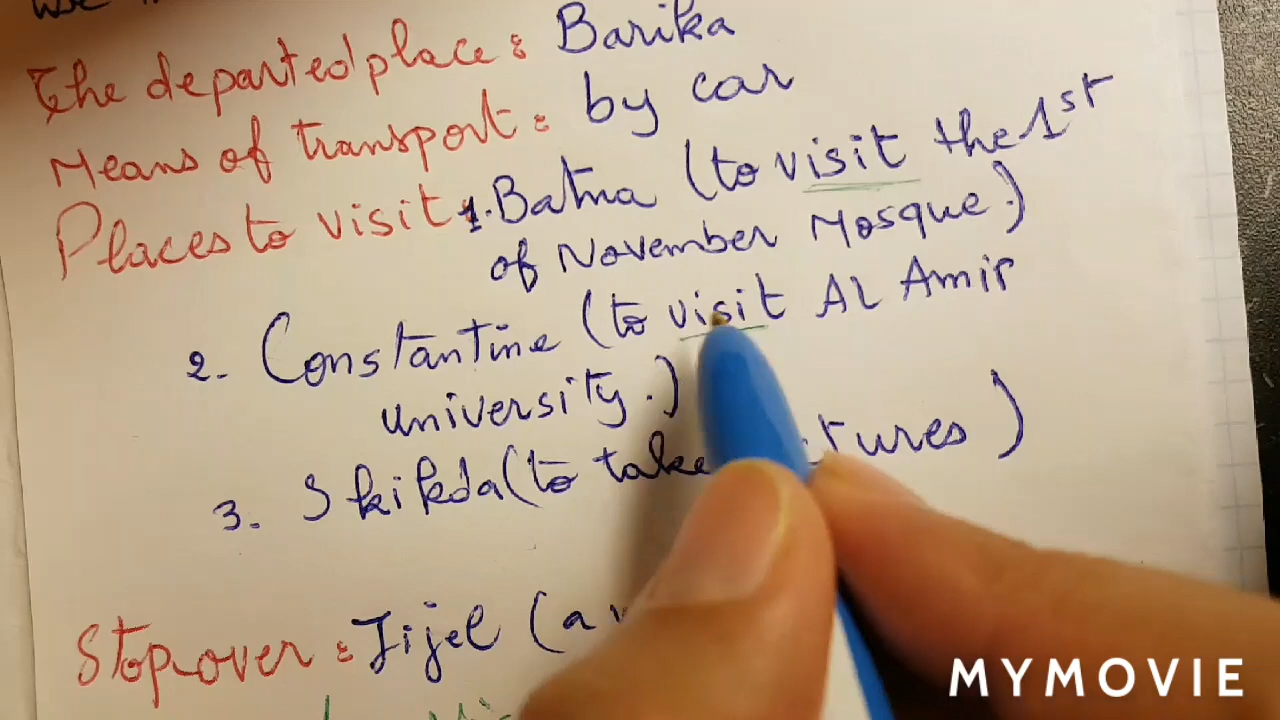 The departed place : Barika
Means of transport : by car
Places to visit : 1. Batna (to visit the 1st
of November Mosque.)
2. Constantine (to visit Al Amir
university.)
3. Skikda (to take
Stopover : Jijel (a
MYMOVIE